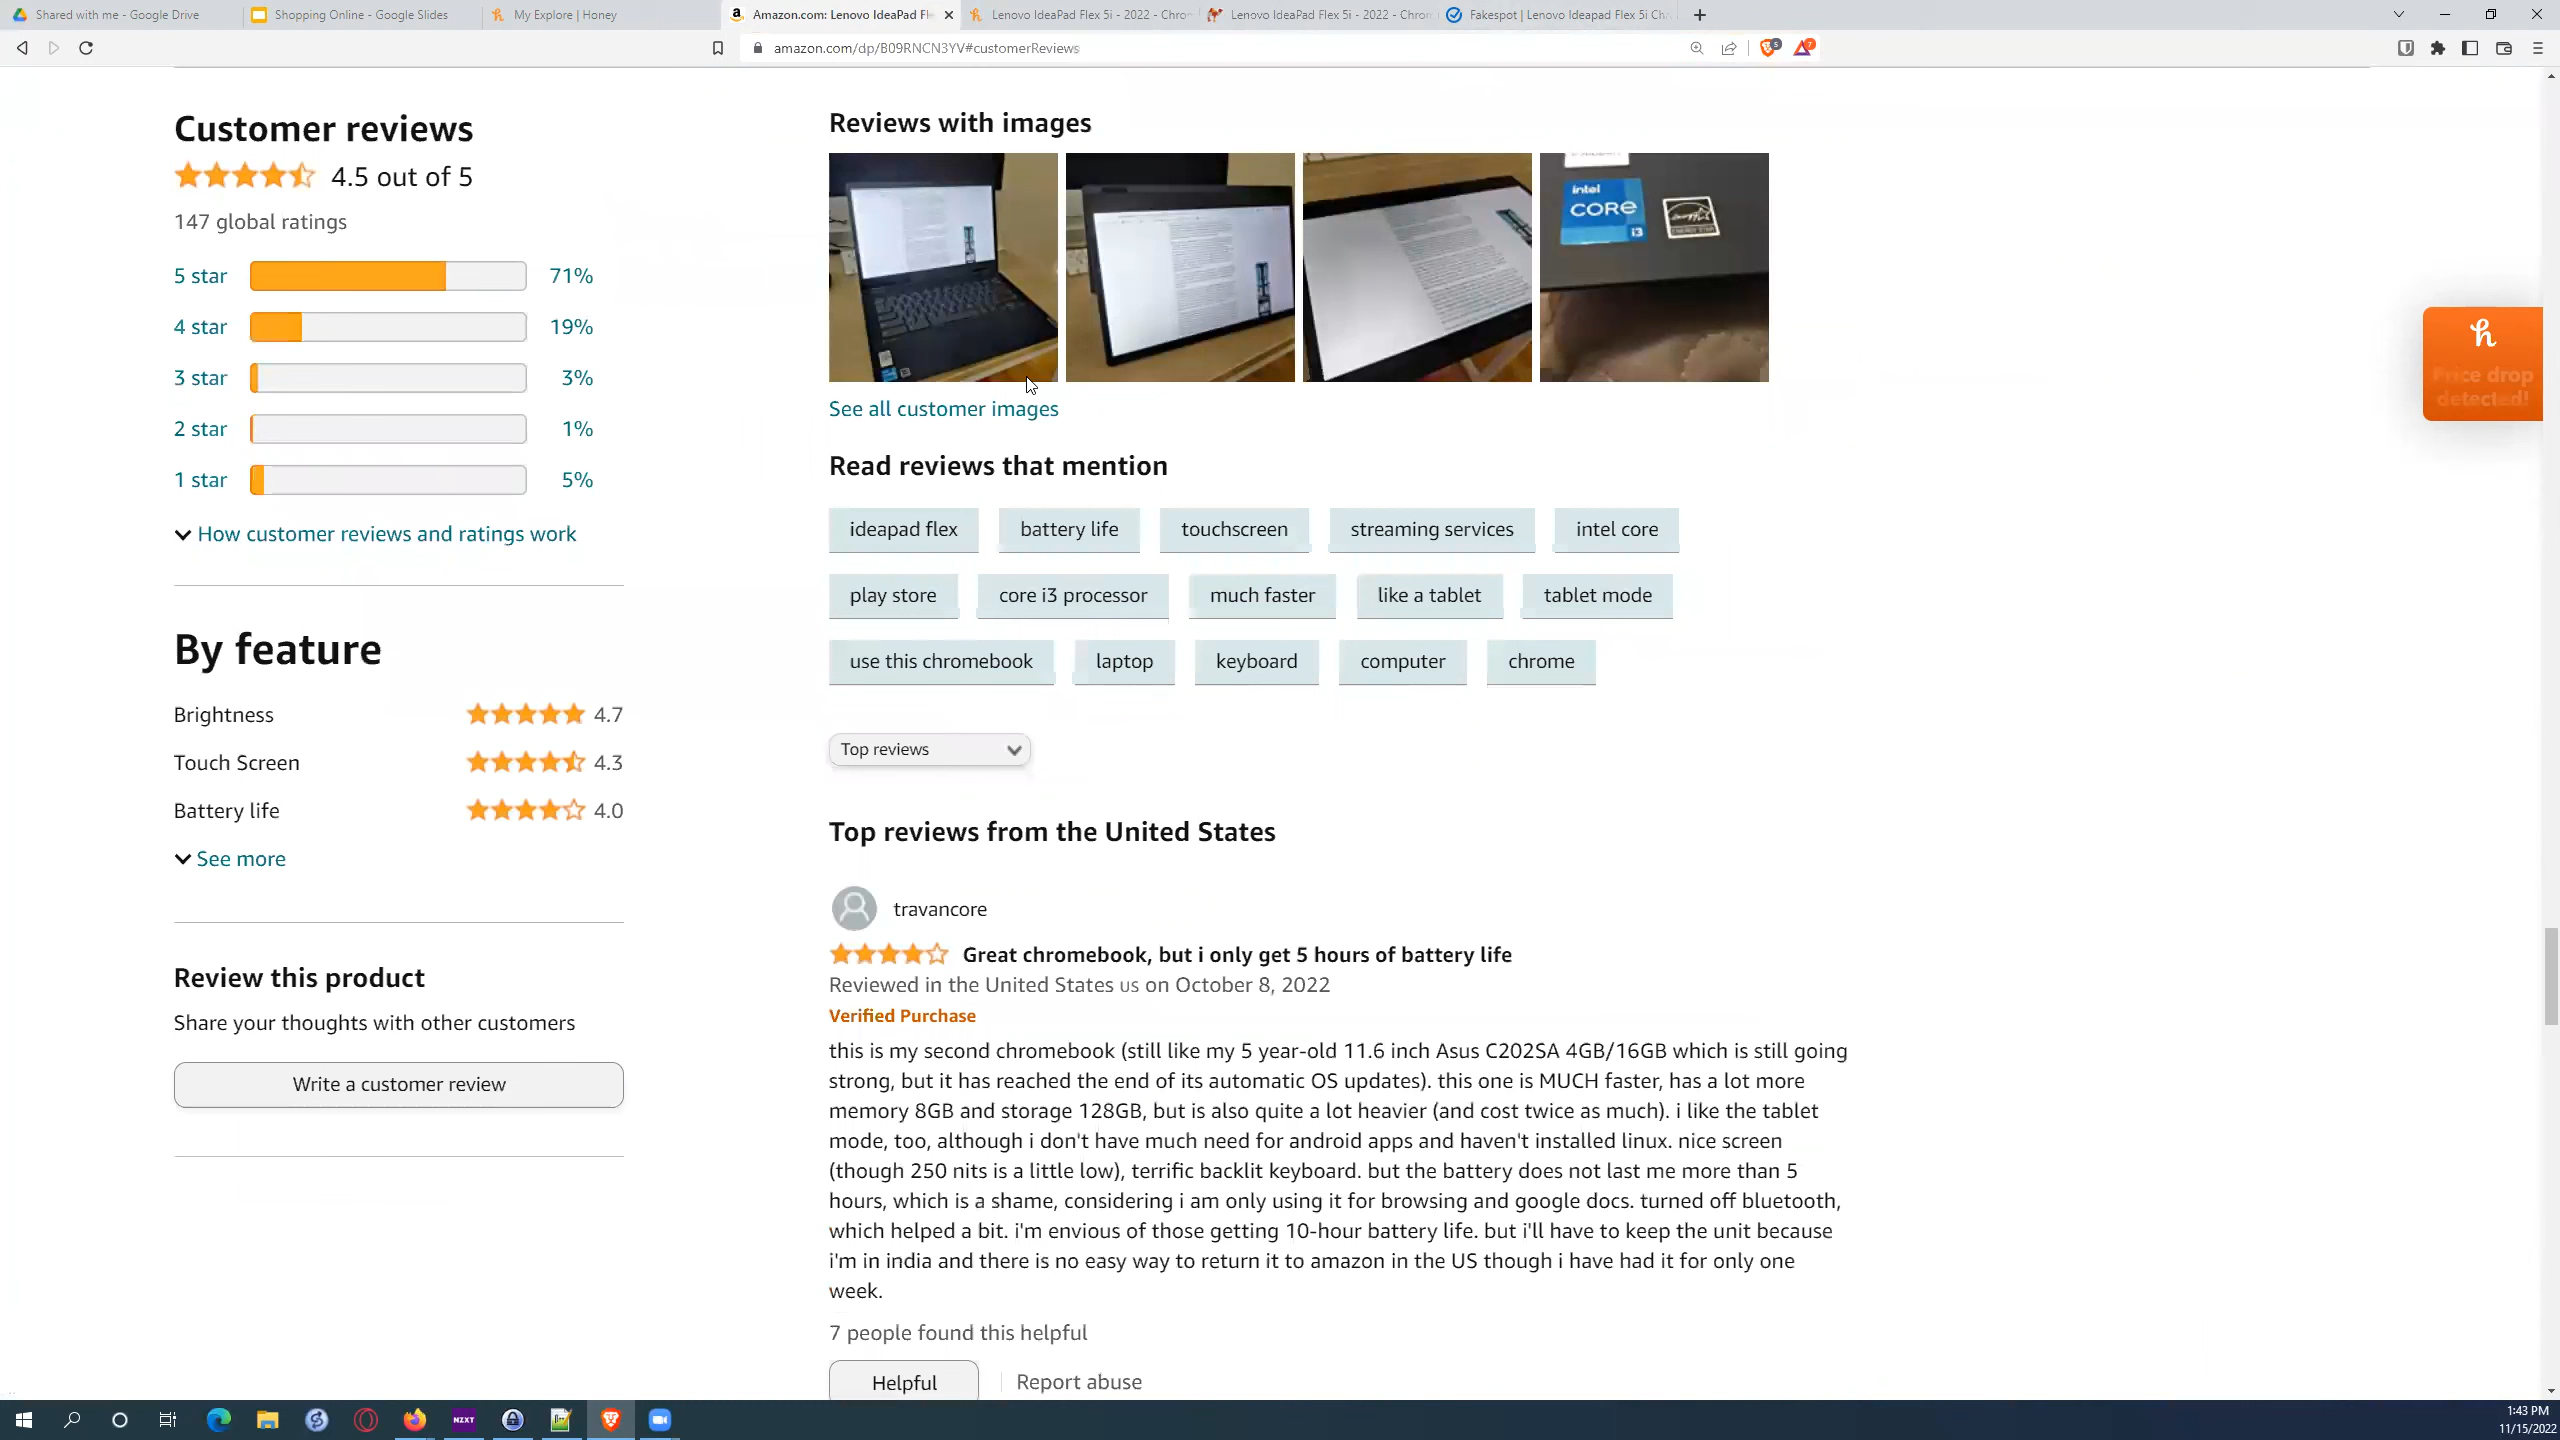 Shared with me - Google Drive
Shopping Online - Google Slides
My Explore | Honey
Amazon.com: Lenovo IdeaPad Fl
Lenovo IdeaPad Flex 5i - 2022 - Chron
Lenovo IdeaPad Flex 5i - 2022 - Chron
Fakespot | Lenovo Ideapad Flex 5i Ch
amazon.com/dp/B09RNCN3YV#customerReviews
5
7
Customer reviews
4.5 out of 5
147 global ratings
5 star 71%
4 star 19%
3 star 3%
2 star 1%
1 star 5%
How customer reviews and ratings work
By feature
Brightness 4.7
Touch Screen 4.3
Battery life 4.0
See more
Review this product
Share your thoughts with other customers
Write a customer review
Reviews with images
intel
CORE
i3
ENERGY STAR
See all customer images
Read reviews that mention
ideapad flex battery life touchscreen streaming services intel core
play store core i3 processor much faster like a tablet tablet mode
use this chromebook laptop keyboard computer chrome
Top reviews
Top reviews from the United States
travancore
Great chromebook, but i only get 5 hours of battery life
Reviewed in the United States us on October 8, 2022
Verified Purchase
this is my second chromebook (still like my 5 year-old 11.6 inch Asus C202SA 4GB/16GB which is still going
strong, but it has reached the end of its automatic OS updates). this one is MUCH faster, has a lot more
memory 8GB and storage 128GB, but is also quite a lot heavier (and cost twice as much). i like the tablet
mode, too, although i don't have much need for android apps and haven't installed linux. nice screen
(though 250 nits is a little low), terrific backlit keyboard. but the battery does not last me more than 5
hours, which is a shame, considering i am only using it for browsing and google docs. turned off bluetooth,
which helped a bit. i'm envious of those getting 10-hour battery life. but i'll have to keep the unit because
i'm in india and there is no easy way to return it to amazon in the US though i have had it for only one
week.
7 people found this helpful
Helpful
Report abuse
Price drop
detected!
NZXT
1:43 PM
11/15/2022